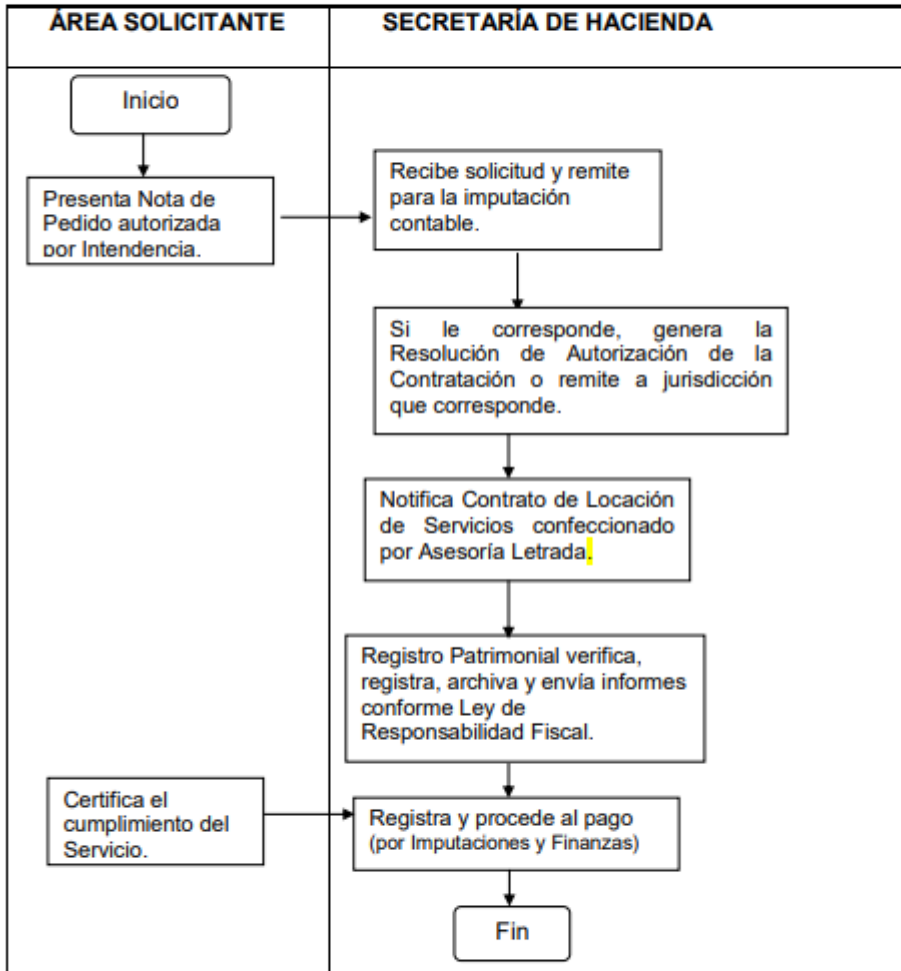 ÁREA SOLICITANTE
SECRETARÍA DE HACIENDA
Inicio
Presenta Nota de
Pedido autorizada
por Intendencia.
Recibe solicitud y remite
para la imputación
contable.
Si le corresponde, genera la
Resolución de Autorización de la
Contratación o remite a jurisdicción
que corresponde.
Notifica Contrato de Locación
de Servicios confeccionado
por Asesoría Letrada.
Registro Patrimonial verifica,
registra, archiva y envía informes
conforme Ley de
Responsabilidad Fiscal.
Certifica el
cumplimiento del
Servicio.
Registra y procede al pago
(por Imputaciones y Finanzas)
Fin